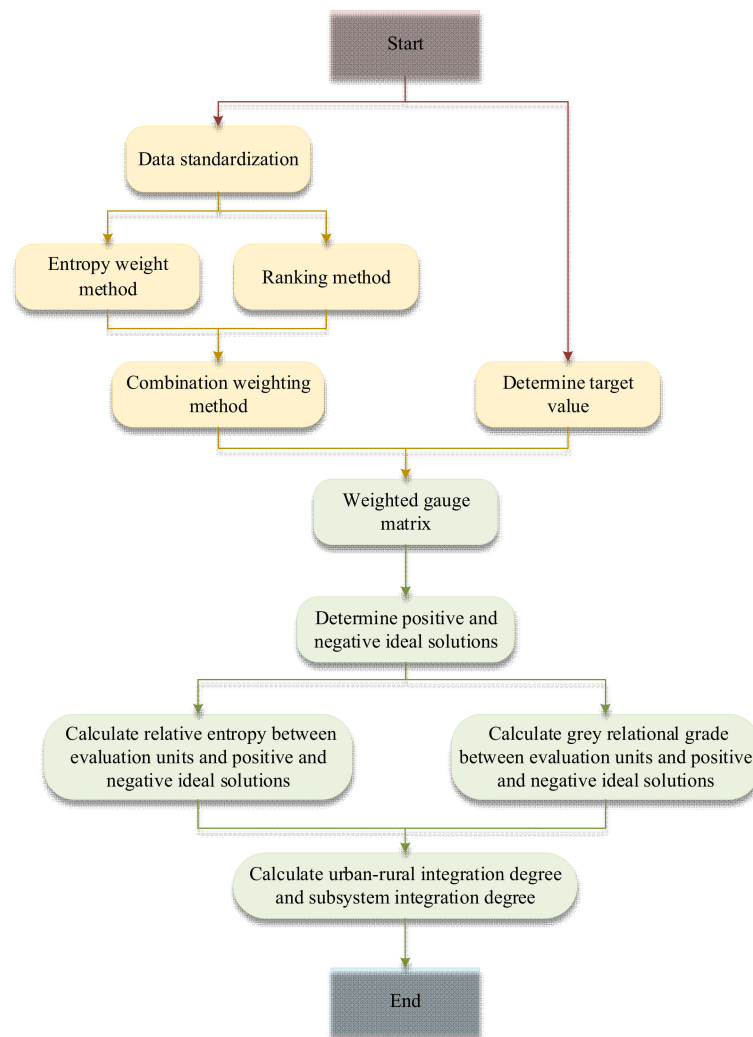 Start
Data standardization
Entropy weight
method
Ranking method
Combination weighting
method
Determine target
value
Weighted gauge
matrix
Determine positive and
negative ideal solutions
Calculate relative entropy between
evaluation units and positive and
negative ideal solutions
Calculate grey relational grade
between evaluation units and positive
and negative ideal solutions
Calculate urban-rural integration degree
and subsystem integration degree
End